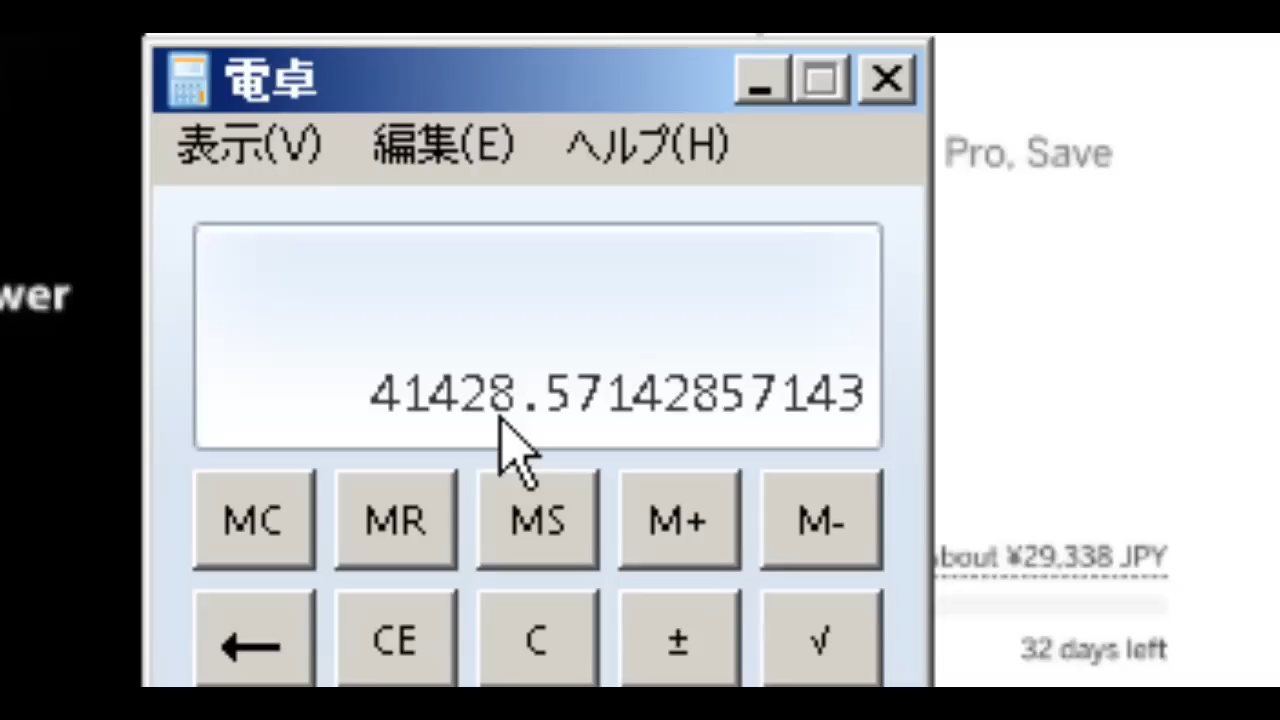 電卓
表示(V) 編集(E) ヘルプ(H)
Pro, Save
wer
41428.57142857143
MC MR MS M+ M-
bout ¥29,338 JPY
← CE C ± √
32 days left